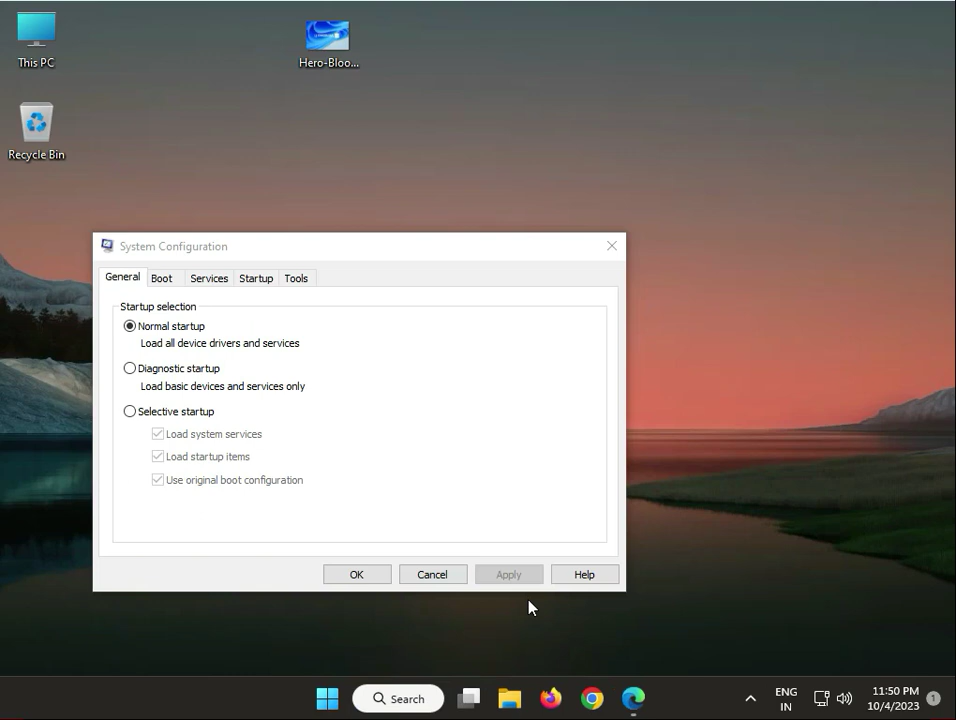 This PC
Hero-Bloo...
Recycle Bin
System Configuration
General
Boot
Services
Startup
Tools
Startup selection
Normal startup
Load all device drivers and services
Diagnostic startup
Load basic devices and services only
Selective startup
Load system services
Load startup items
Use original boot configuration
OK
Cancel
Apply
Help
Search
ENG
IN
11:50 PM
10/4/2023
1